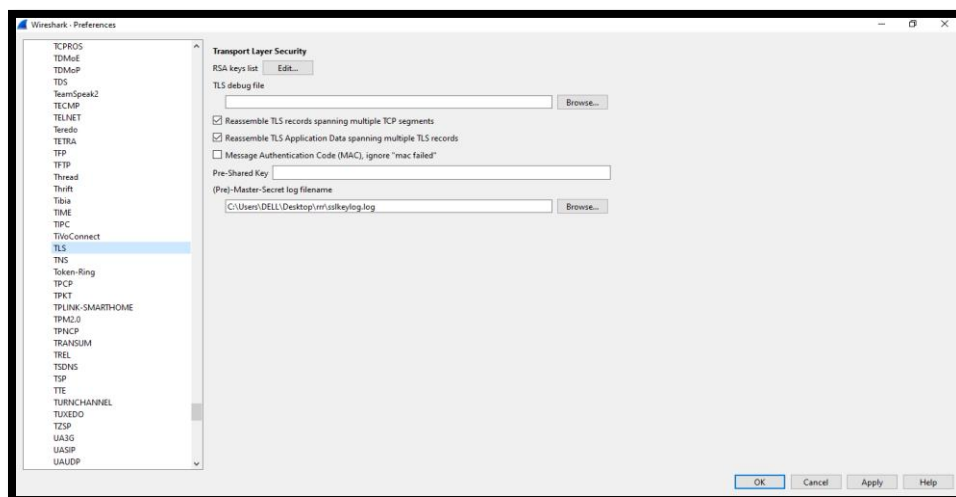 Wireshark · Preferences
TCPROS
TDMoE
TDMoP
TDS
TeamSpeak2
TECMP
TELNET
Teredo
TETRA
TFP
TFTP
Thread
Thrift
Tibia
TIME
TIPC
TiVoConnect
TLS
TNS
Token-Ring
TPCP
TPKT
TPLINK-SMARTHOME
TPM2.0
TPNCP
TRANSUM
TREL
TSDNS
TSP
TTE
TURNCHANNEL
TUXEDO
TZSP
UA3G
UASIP
UAUDP
Transport Layer Security
RSA keys list Edit...
TLS debug file
Browse...
Reassemble TLS records spanning multiple TCP segments
Reassemble TLS Application Data spanning multiple TLS records
Message Authentication Code (MAC), ignore "mac failed"
Pre-Shared Key
(Pre)-Master-Secret log filename
C:\Users\DELL\Desktop\rn\sslkeylog.log Browse...
OK Cancel Apply Help